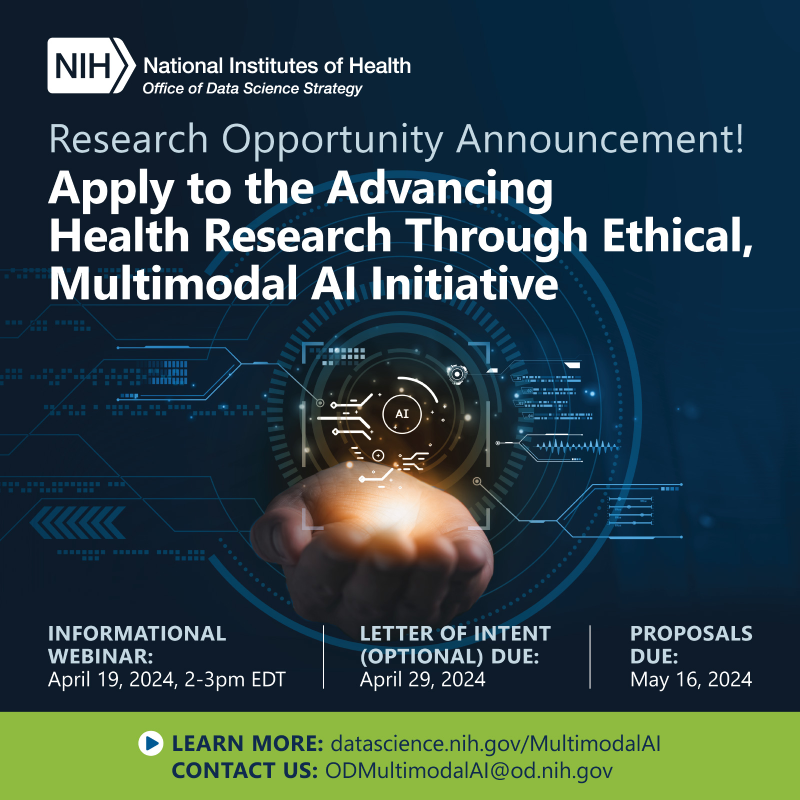 NIH
National Institutes of Health
Office of Data Science Strategy
Research Opportunity Announcement!
Apply to the Advancing
Health Research Through Ethical,
Multimodal AI Initiative
AI
INFORMATIONAL
WEBINAR:
April 19, 2024, 2-3pm EDT
LETTER OF INTENT
(OPTIONAL) DUE:
April 29, 2024
PROPOSALS
DUE:
May 16, 2024
LEARN MORE: datascience.nih.gov/MultimodalAI
CONTACT US: ODMultimodalAI@od.nih.gov